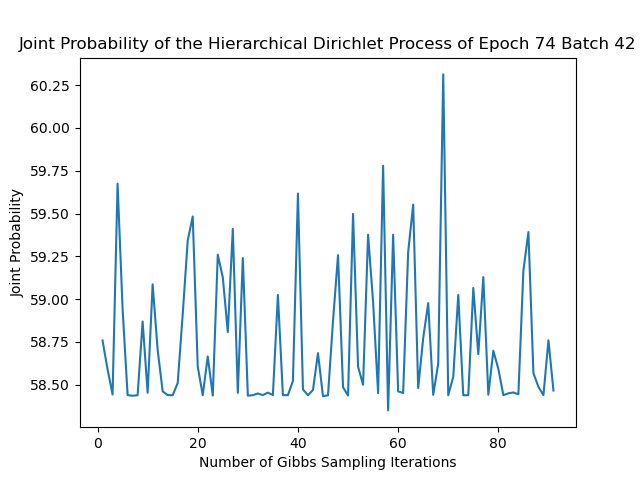 Joint Probability of the Hierarchical Dirichlet Process of Epoch 74 Batch 42
60.25
60.00
59.75
59.50
59.25
59.00
58.75
58.50
Joint Probability
0 20 40 60 80
Number of Gibbs Sampling Iterations